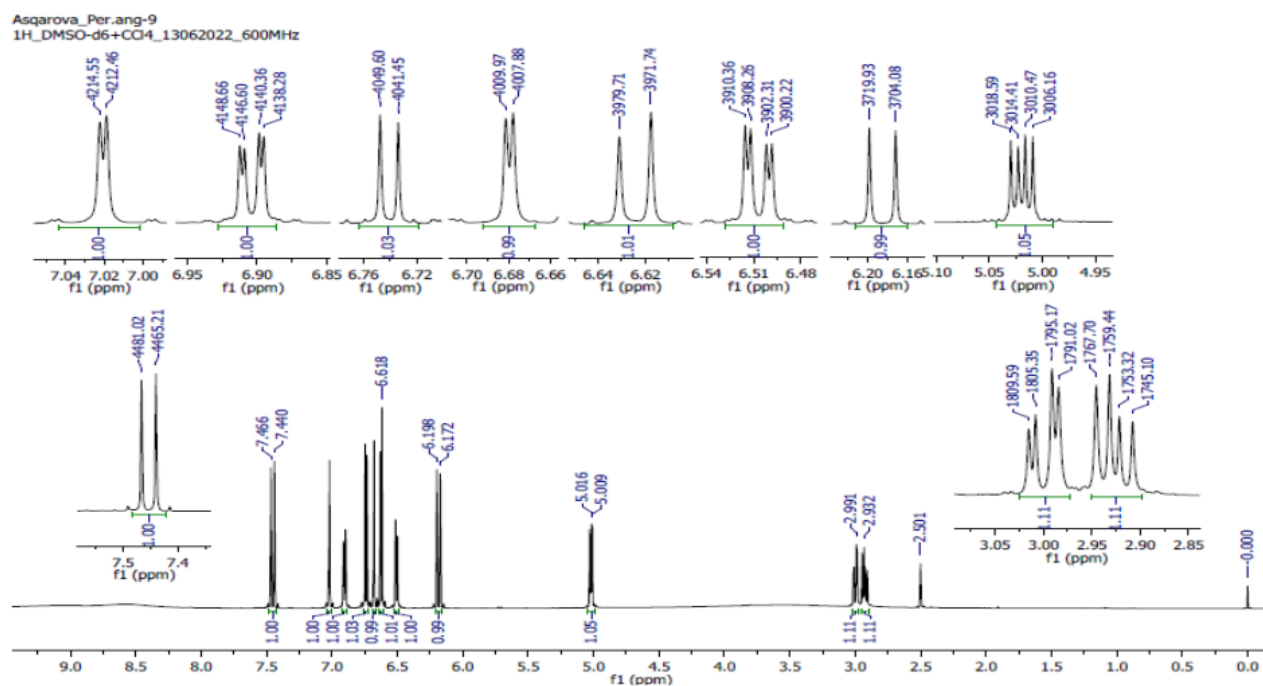 Asqarova_Per.ang-9
1H_DMSO-d6+CCl4_13062022_600MHz
4214.55 4212.46 4148.66 4146.60 4140.36 4138.28 4049.60 4041.45 4009.97 4007.88 3979.71 3971.74 3910.36 3908.26 3902.31 3900.22 3719.93 3704.08 3018.59 3014.41 3010.47 3006.16
1.00 1.00 1.03 0.99 1.01 1.00 0.99 1.05
7.04 7.02 7.00 6.95 6.90 6.85 6.76 6.72 6.70 6.68 6.66 6.64 6.62 6.54 6.51 6.48 6.20 6.16 5.10 5.05 5.00 4.95
f1 (ppm) f1 (ppm) f1 (ppm) f1 (ppm) f1 (ppm) f1 (ppm) f1 (ppm) f1 (ppm)
4481.02 4465.21
1.00
7.5 7.4
f1 (ppm)
1809.59 1805.35 1795.17 1791.02 1767.70 1759.44 1753.32 1745.10
1.11 1.11
3.05 3.00 2.95 2.90 2.85
f1 (ppm)
7.466 7.440 6.618 6.198 6.172 5.016 5.009 2.991 2.932 2.501 -0.000
1.00 1.00 1.00 1.03 0.99 1.01 1.00 0.99 1.05 1.11 1.11
9.0 8.5 8.0 7.5 7.0 6.5 6.0 5.5 5.0 4.5 4.0 3.5 3.0 2.5 2.0 1.5 1.0 0.5 0.0
f1 (ppm)